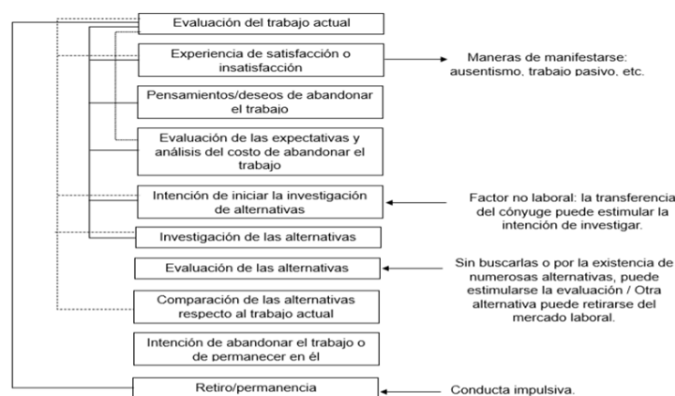 Evaluación del trabajo actual
Experiencia de satisfacción o
insatisfacción
Maneras de manifestarse:
ausentismo, trabajo pasivo, etc.
Pensamientos/deseos de abandonar
el trabajo
Evaluación de las expectativas y
análisis del costo de abandonar el
trabajo
Intención de iniciar la investigación
de alternativas
Factor no laboral: la transferencia
del cónyuge puede estimular la
intención de investigar.
Investigación de las alternativas
Evaluación de las alternativas
Sin buscarlas o por la existencia de
numerosas alternativas, puede
estimularse la evaluación / Otra
alternativa puede retirarse del
mercado laboral.
Comparación de las alternativas
respecto al trabajo actual
Intención de abandonar el trabajo o
de permanecer en él
Retiro/permanencia
Conducta impulsiva.